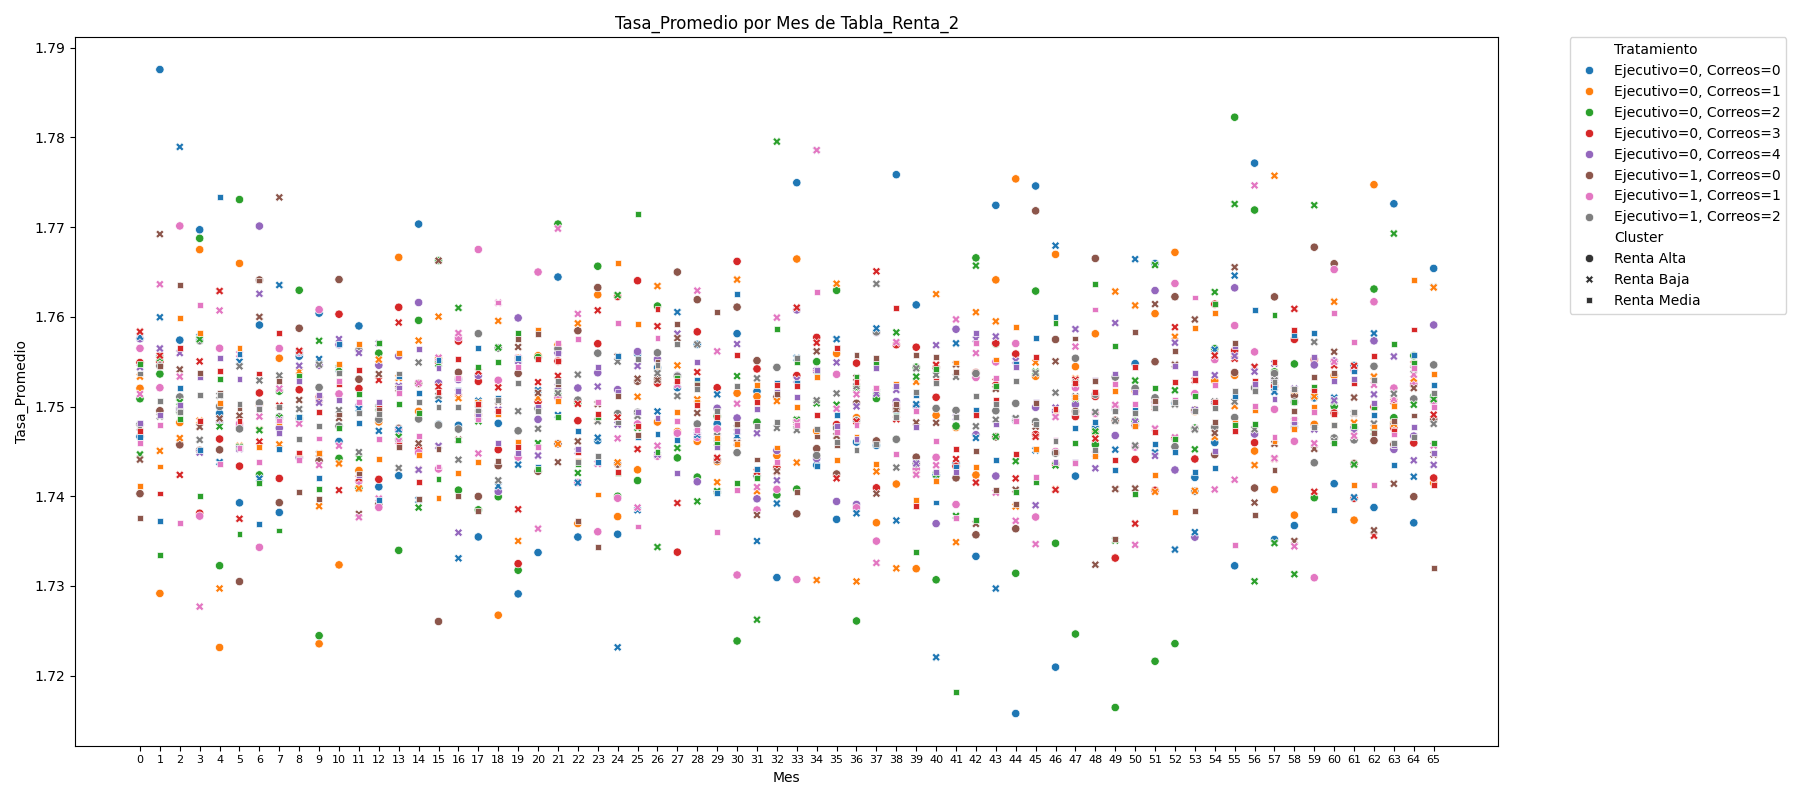 Tasa_Promedio por Mes de Tabla_Renta_2
1.79
1.78
1.77
1.76
1.75
1.74
1.73
1.72
Tasa_Promedio
0 1 2 3 4 5 6 7 8 9 10 11 12 13 14 15 16 17 18 19 20 21 22 23 24 25 26 27 28 29 30 31 32 33 34 35 36 37 38 39 40 41 42 43 44 45 46 47 48 49 50 51 52 53 54 55 56 57 58 59 60 61 62 63 64 65
Mes
Tratamiento
Ejecutivo=0, Correos=0
Ejecutivo=0, Correos=1
Ejecutivo=0, Correos=2
Ejecutivo=0, Correos=3
Ejecutivo=0, Correos=4
Ejecutivo=1, Correos=0
Ejecutivo=1, Correos=1
Ejecutivo=1, Correos=2
Cluster
Renta Alta
Renta Baja
Renta Media